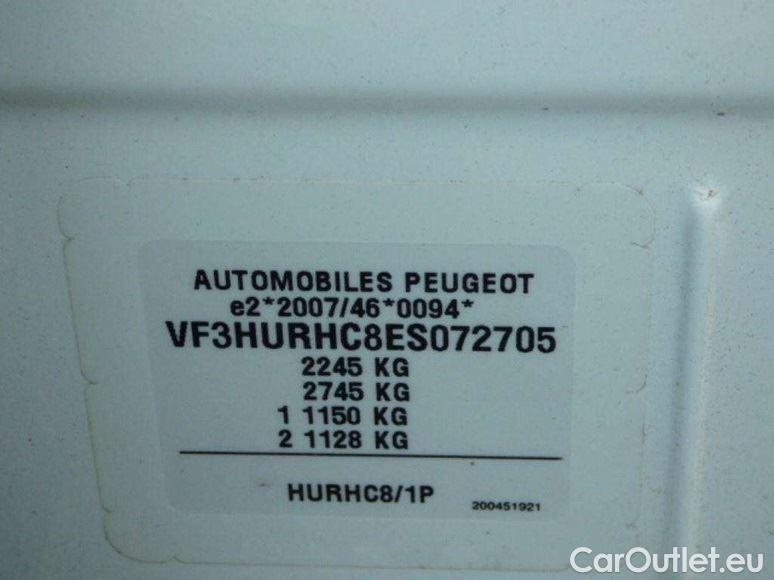 AUTOMOBILES PEUGEOT
e2*2007/46*0094*
VF3HURHC8ES072705
2245 KG
2745 KG
1 1150 KG
2 1128 KG
HURHC8/1P
200451921
CarOutlet.eu